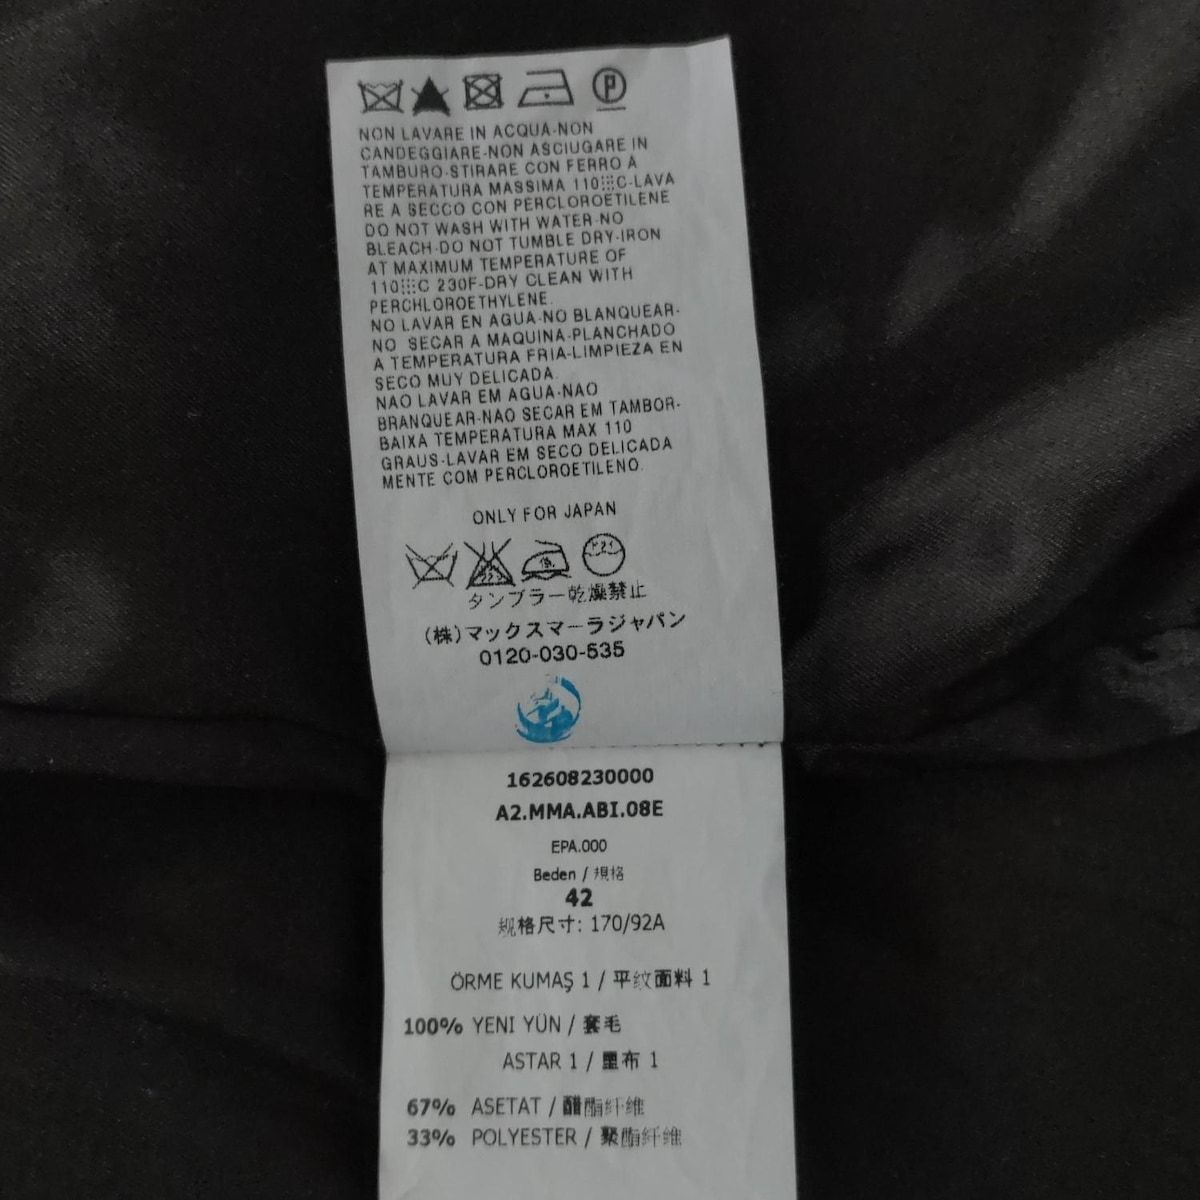 NON LAVARE IN ACQUA-NON
CANDEGGIARE-NON ASCIUGARE IN
TAMBURO-STIRARE CON FERRO A
TEMPERATURA MASSIMA 110 C-LAVA
RE A SECCO CON PERCLOROETILENE
DO NOT WASH WITH WATER-NO
BLEACH-DO NOT TUMBLE DRY-IRON
AT MAXIMUM TEMPERATURE OF
110 C 230F-DRY CLEAN WITH
PERCHLOROETHYLENE.
NO LAVAR EN AGUA-NO BLANQUEAR-
NO SECAR A MAQUINA-PLANCHADO
A TEMPERATURA FRIA-LIMPIEZA EN
SECO MUY DELICADA.
NAO LAVAR EM AGUA-NAO
BRANQUEAR-NAO SECAR EM TAMBOR-
BAIXA TEMPERATURA MAX 110
GRAUS-LAVAR EM SECO DELICADA
MENTE COM PERCLOROETILENO.
ONLY FOR JAPAN
タンブラー乾燥禁止
(株)マックスマーラジャパン
0120-030-535
162608230000
A2.MMA.ABI.08E
EPA.000
Beden / 規格
42
规格尺寸: 170/92A
ÖRME KUMAŞ 1 / 平纹面料 1
100% YENI YÜN / 套毛
ASTAR 1 / 里布 1
67% ASETAT / 醋酯纤维
33% POLYESTER / 聚酯纤维